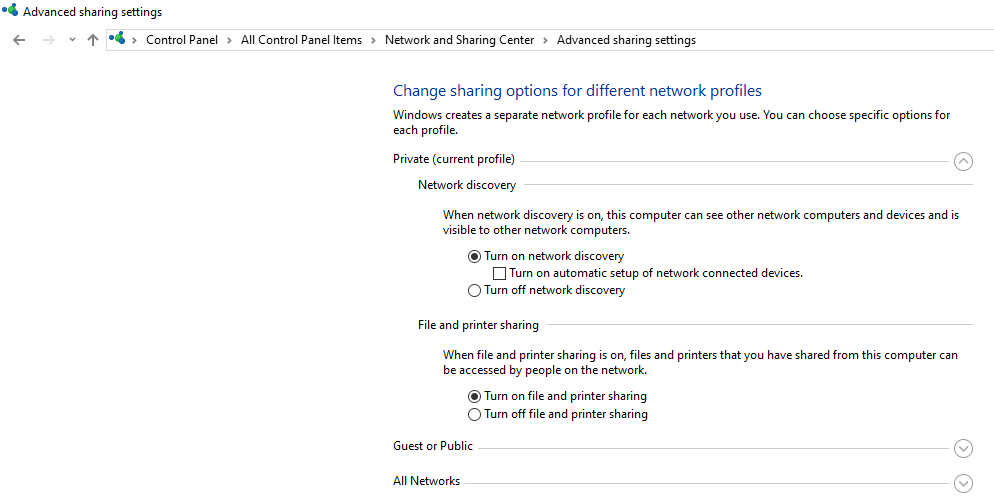 Advanced sharing settings
Control Panel > All Control Panel Items > Network and Sharing Center > Advanced sharing settings
Change sharing options for different network profiles
Windows creates a separate network profile for each network you use. You can choose specific options for
each profile.
Private (current profile)
Network discovery
When network discovery is on, this computer can see other network computers and devices and is
visible to other network computers.
Turn on network discovery
Turn on automatic setup of network connected devices.
Turn off network discovery
File and printer sharing
When file and printer sharing is on, files and printers that you have shared from this computer can
be accessed by people on the network.
Turn on file and printer sharing
Turn off file and printer sharing
Guest or Public
All Networks